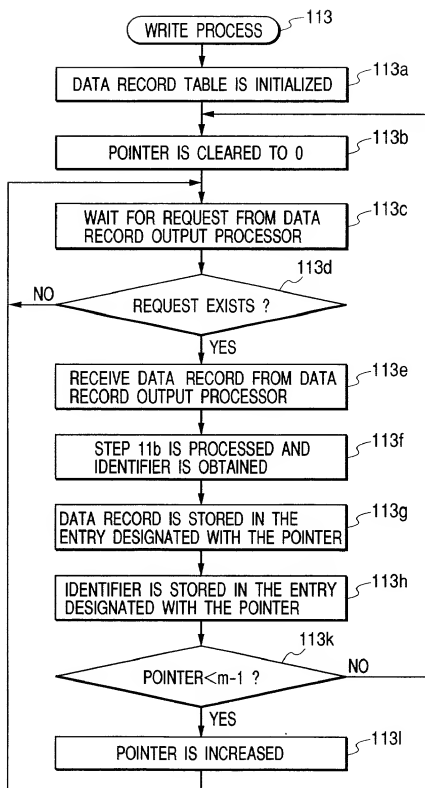 WRITE PROCESS
113
DATA RECORD TABLE IS INITIALIZED
113a
POINTER IS CLEARED TO 0
113b
WAIT FOR REQUEST FROM DATA
RECORD OUTPUT PROCESSOR
113c
REQUEST EXISTS ?
113d
NO
YES
RECEIVE DATA RECORD FROM DATA
RECORD OUTPUT PROCESSOR
113e
STEP 11b IS PROCESSED AND
IDENTIFIER IS OBTAINED
113f
DATA RECORD IS STORED IN THE
ENTRY DESIGNATED WITH THE POINTER
113g
IDENTIFIER IS STORED IN THE ENTRY
DESIGNATED WITH THE POINTER
113h
POINTER<m-1 ?
113k
NO
YES
POINTER IS INCREASED
113l